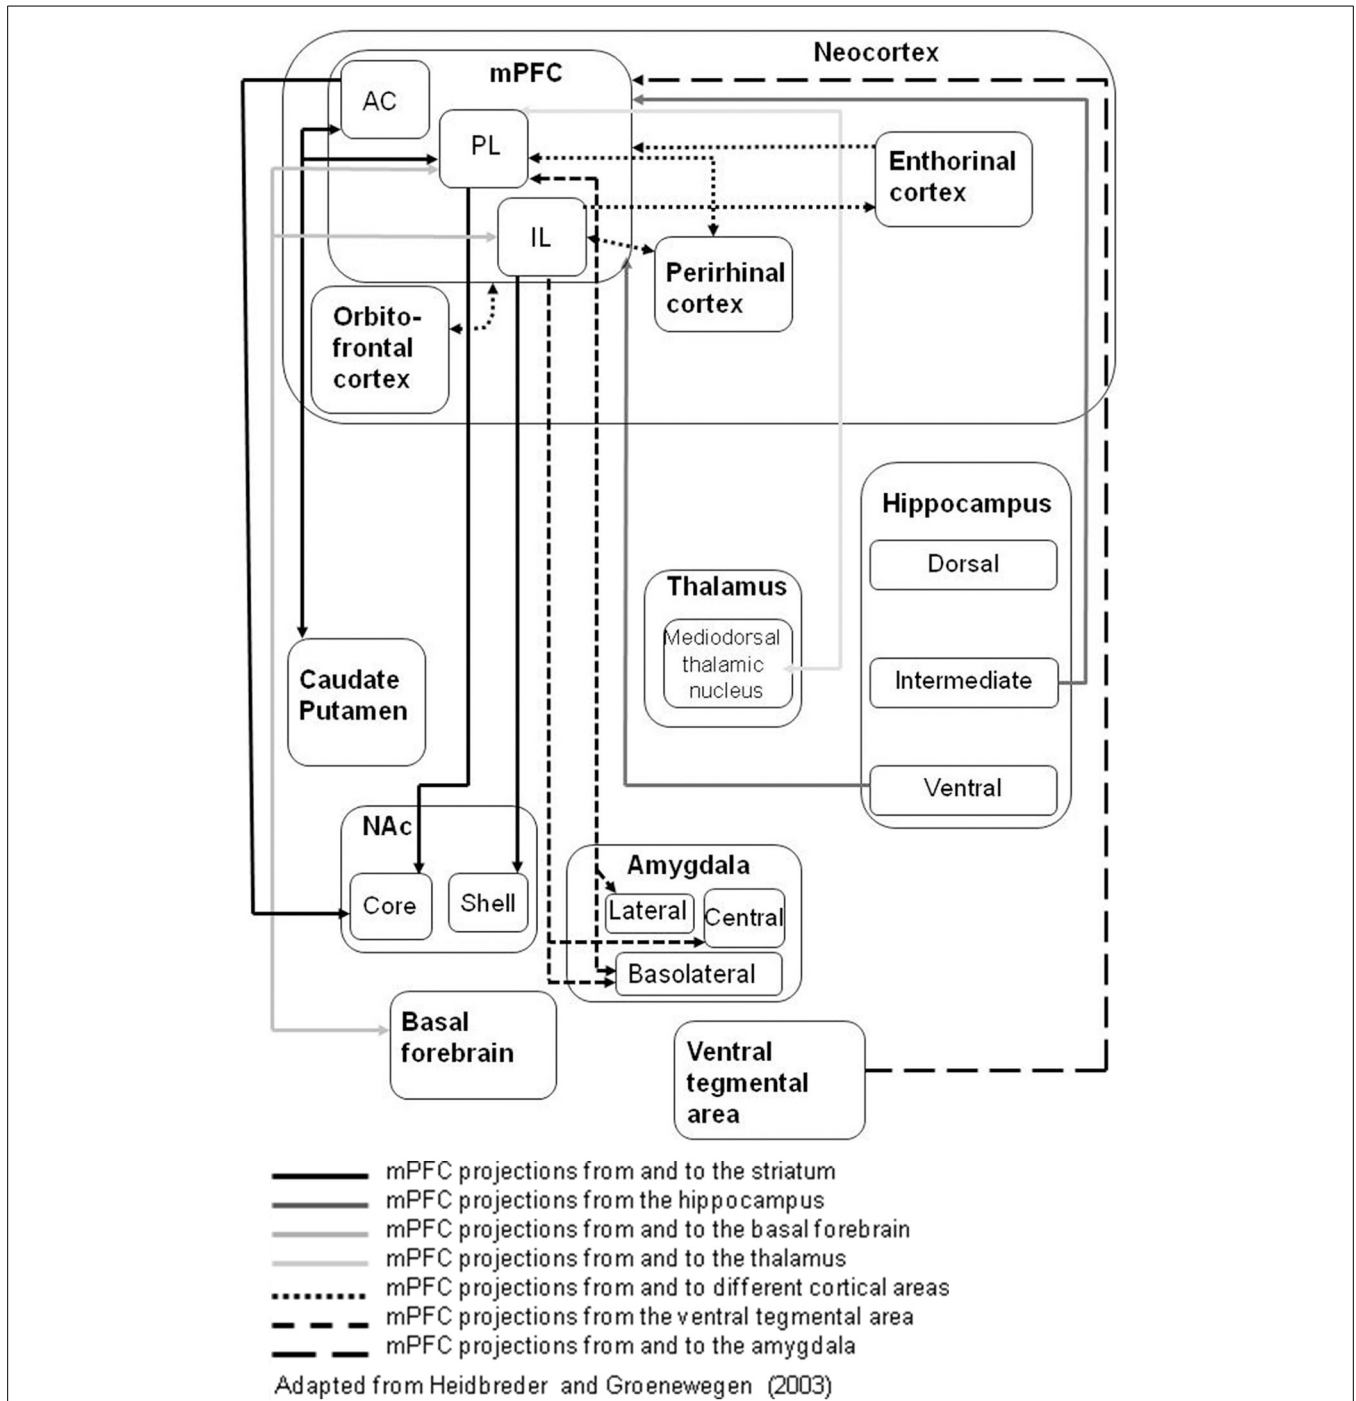 Neocortex
mPFC
AC
PL
IL
Enthorinal
cortex
Perirhinal
cortex
Orbito-
frontal
cortex
Hippocampus
Dorsal
Intermediate
Ventral
Thalamus
Mediodorsal
thalamic
nucleus
Caudate
Putamen
NAc
Core
Shell
Amygdala
Lateral
Central
Basolateral
Basal
forebrain
Ventral
tegmental
area
mPFC projections from and to the striatum
mPFC projections from the hippocampus
mPFC projections from and to the basal forebrain
mPFC projections from and to the thalamus
mPFC projections from and to different cortical areas
mPFC projections from the ventral tegmental area
mPFC projections from and to the amygdala
Adapted from Heidbreder and Groenewegen (2003)